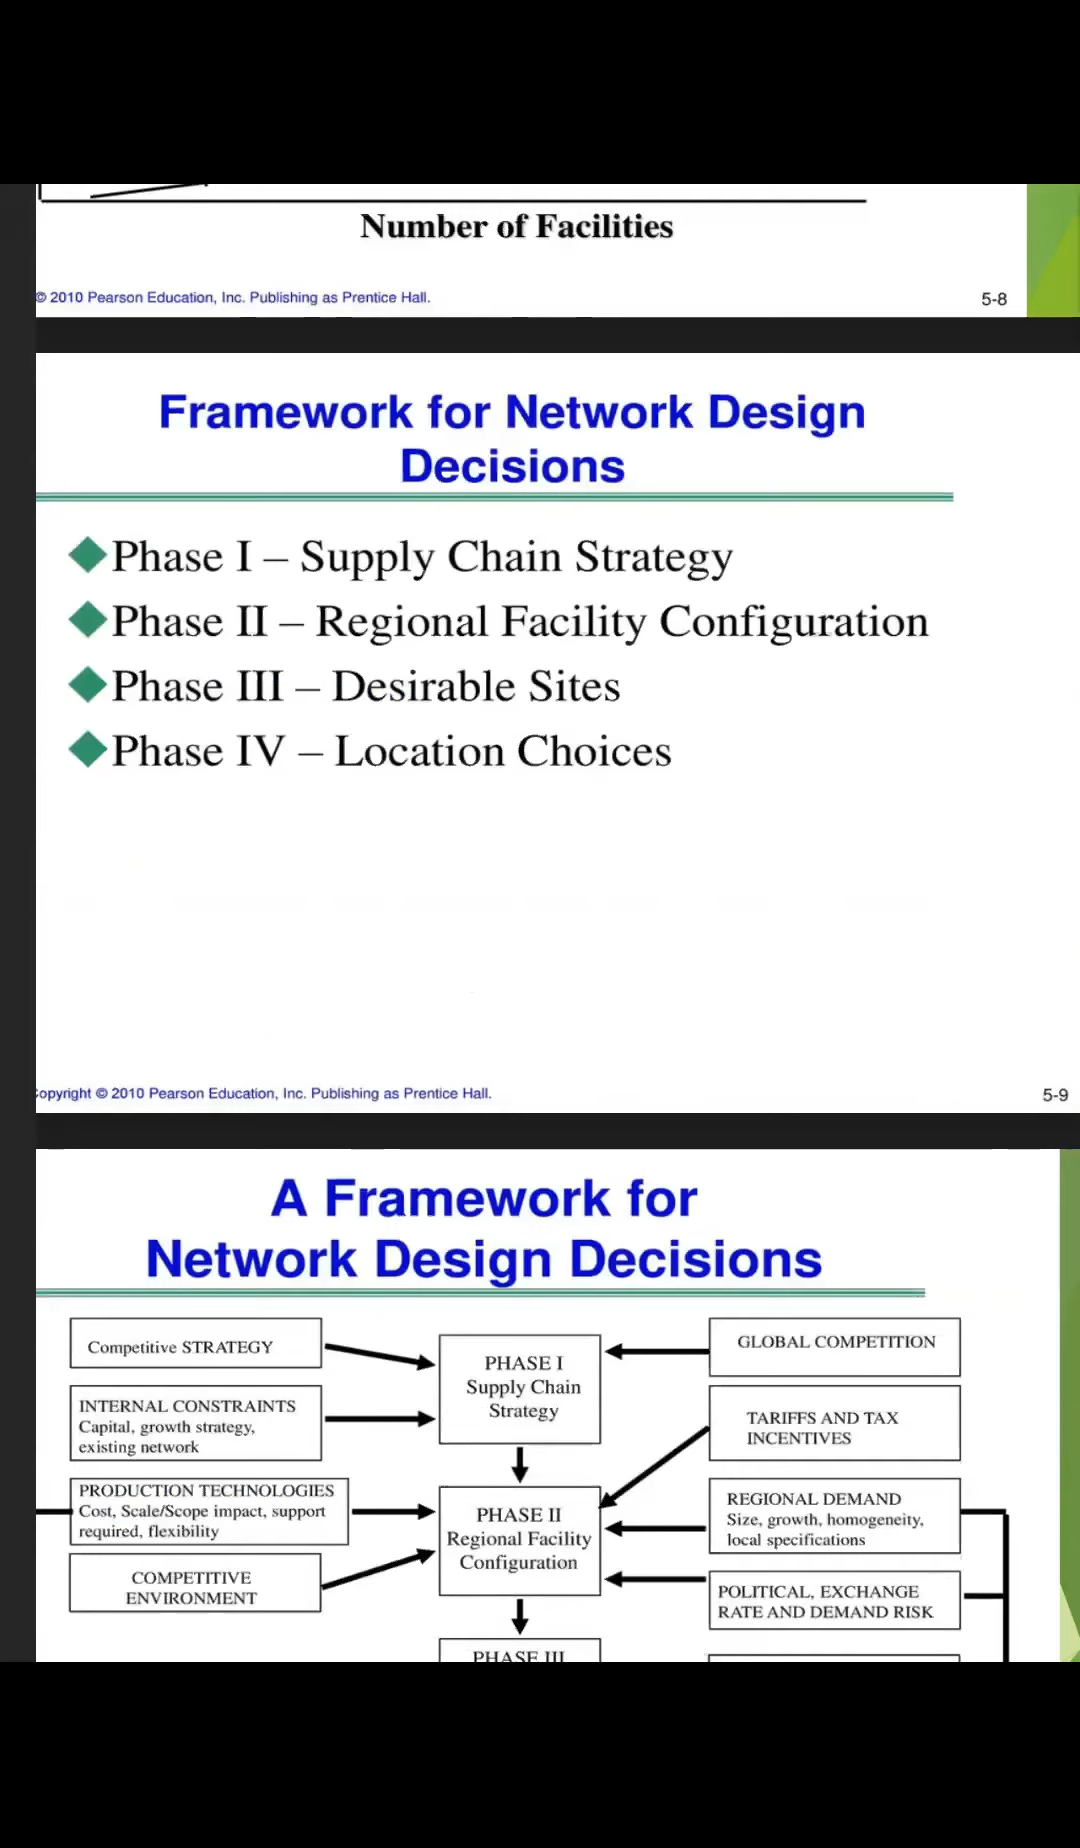 Number of Facilities
© 2010 Pearson Education, Inc. Publishing as Prentice Hall.
5-8
Framework for Network Design
Decisions
Phase I – Supply Chain Strategy
Phase II – Regional Facility Configuration
Phase III – Desirable Sites
Phase IV – Location Choices
opyright © 2010 Pearson Education, Inc. Publishing as Prentice Hall.
5-9
A Framework for
Network Design Decisions
Competitive STRATEGY
PHASE I
Supply Chain
Strategy
GLOBAL COMPETITION
INTERNAL CONSTRAINTS
Capital, growth strategy,
existing network
TARIFFS AND TAX
INCENTIVES
PRODUCTION TECHNOLOGIES
Cost, Scale/Scope impact, support
required, flexibility
PHASE II
Regional Facility
Configuration
REGIONAL DEMAND
Size, growth, homogeneity,
local specifications
COMPETITIVE
ENVIRONMENT
POLITICAL, EXCHANGE
RATE AND DEMAND RISK
PHASE III